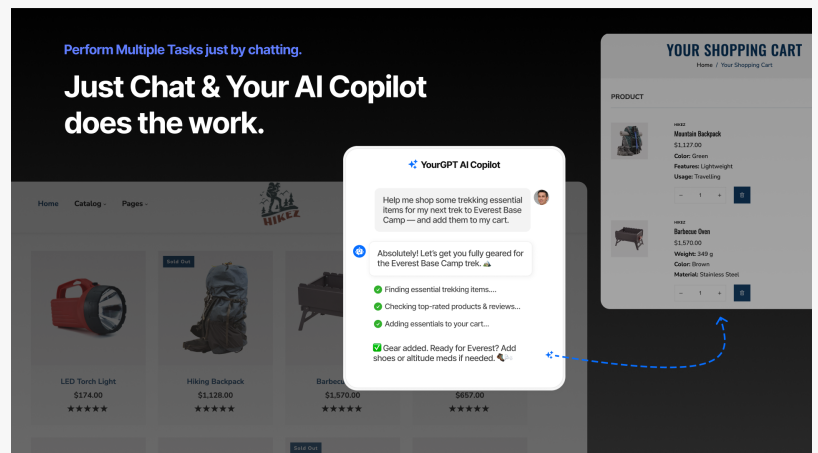 Perform Multiple Tasks just by chatting.
Just Chat & Your AI Copilot
does the work.
YOUR SHOPPING CART
Home / Your Shopping Cart
PRODUCT
HIKEZ
Mountain Backpack
$1,127.00
Color: Green
Features: Lightweight
Usage: Travelling
− 1 +
HIKEZ
Barbecue Oven
$1,570.00
Weight: 349 g
Color: Brown
Material: Stainless Steel
− 1 +
YourGPT AI Copilot
Help me shop some trekking essential
items for my next trek to Everest Base
Camp — and add them to my cart.
Absolutely! Let's get you fully geared for
the Everest Base Camp trek.
Finding essential trekking items....
Checking top-rated products & reviews...
Adding essentials to your cart...
✅ Gear added. Ready for Everest? Add
shoes or altitude meds if needed.
Home Catalog Pages
HIKEZ
Sold Out
LED Torch Light
$174.00
★★★★★
Hiking Backpack
$1,128.00
★★★★★
$1,570.00
★★★★★
$657.00
★★★★★
Sold Out